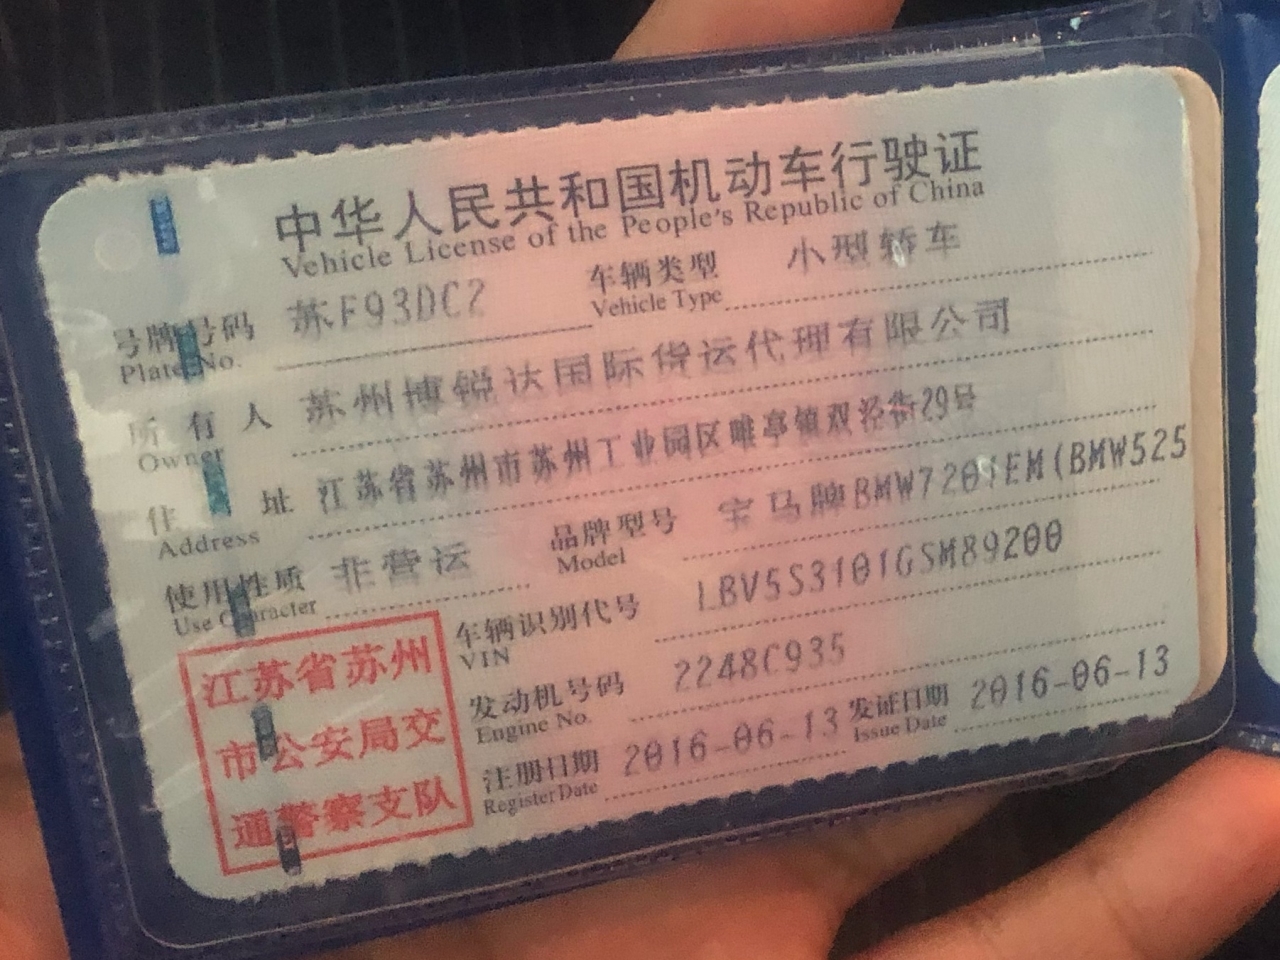 中华人民共和国机动车行驶证
Vehicle License of the People's Republic of China
号牌号码 苏F93DC2 车辆类型 小型轿车
Plate No. Vehicle Type
所有人 苏州博锐达国际货运代理有限公司
Owner
住址 江苏省苏州市苏州工业园区唯亭镇双泾街29号
Address
使用性质 非营运 品牌型号 宝马牌BMW7201EM(BMW525
Use Character Model
车辆识别代号 LBV5S3101GSM89200
VIN
发动机号码 2248C935
Engine No.
注册日期 2016-06-13 发证日期 2016-06-13
Register Date Issue Date
江苏省苏州
市公安局交
通警察支队